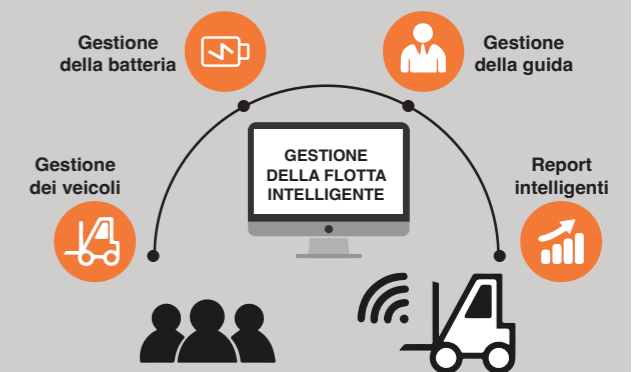 Gestione
della batteria
Gestione
della guida
Gestione
dei veicoli
GESTIONE
DELLA FLOTTA
INTELLIGENTE
Report
intelligenti